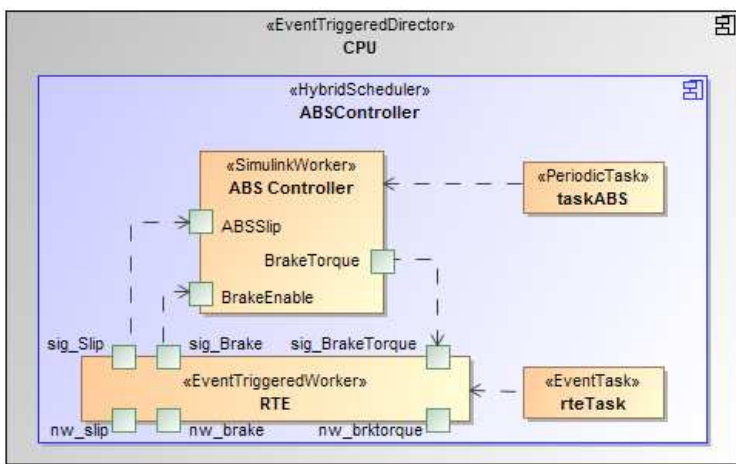 «EventTriggeredDirector»
CPU
«HybridScheduler»
ABSController
«SimulinkWorker»
ABS Controller
«PeriodicTask»
taskABS
ABSSlip
BrakeTorque
BrakeEnable
sig_Slip
sig_Brake
sig_BrakeTorque
«EventTriggeredWorker»
RTE
«EventTask»
rteTask
nw_slip
nw_brake
nw_brktorque